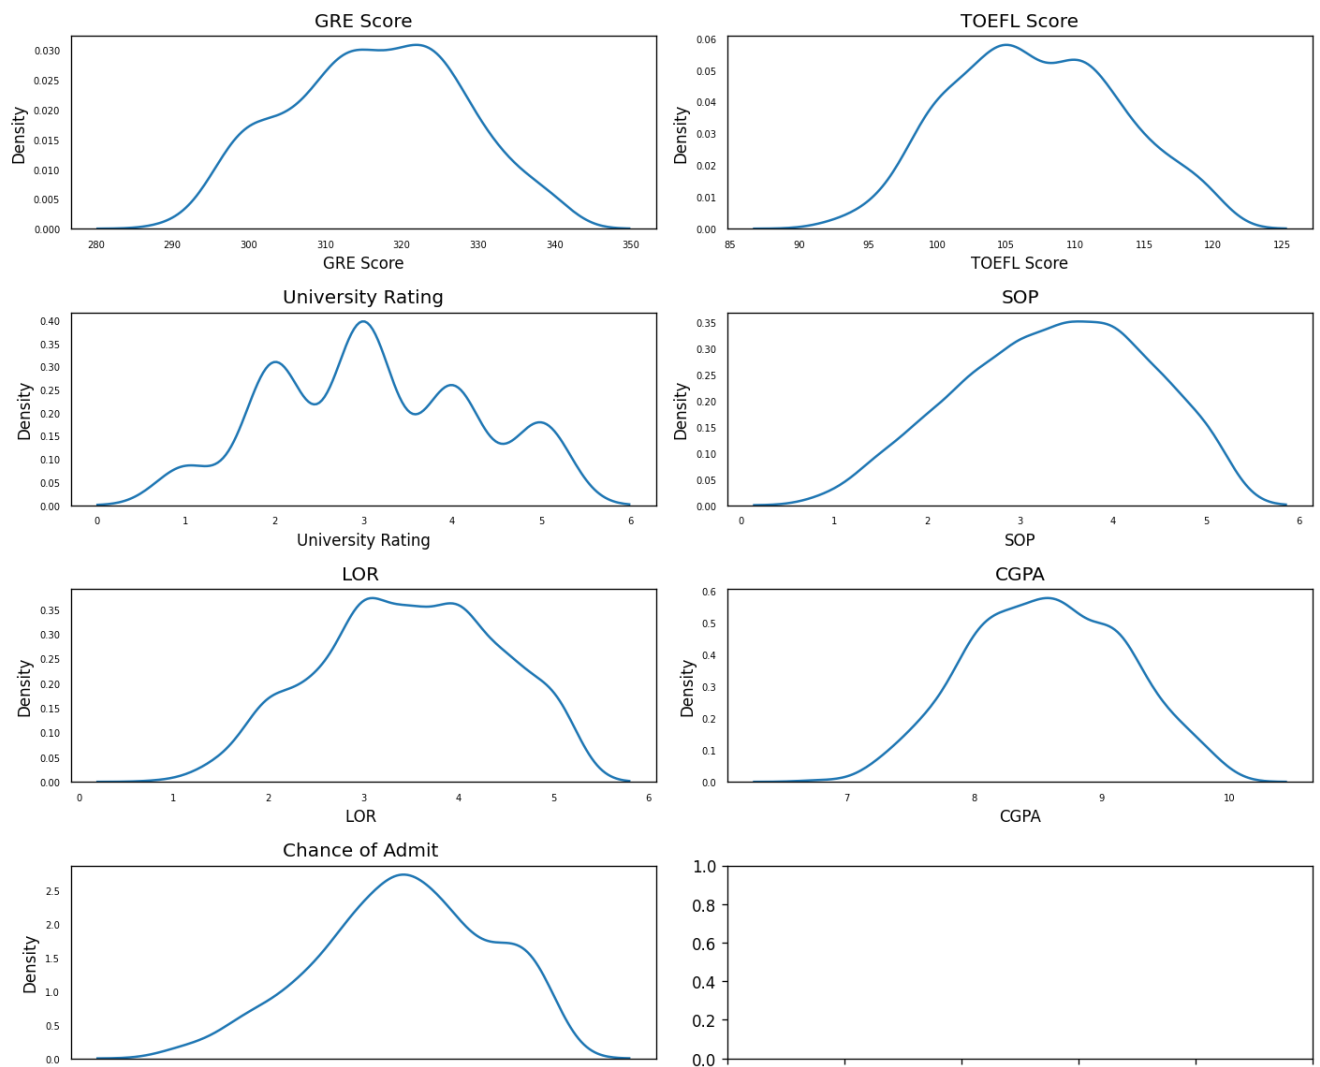 GRE Score
TOEFL Score
Density
0.030
0.025
0.020
0.015
0.010
0.005
0.000
280 290 300 310 320 330 340 350
GRE Score
Density
0.06
0.05
0.04
0.03
0.02
0.01
0.00
85 90 95 100 105 110 115 120 125
TOEFL Score
University Rating
SOP
Density
0.40
0.35
0.30
0.25
0.20
0.15
0.10
0.05
0.00
0 1 2 3 4 5 6
University Rating
Density
0.35
0.30
0.25
0.20
0.15
0.10
0.05
0.00
0 1 2 3 4 5 6
SOP
LOR
CGPA
Density
0.35
0.30
0.25
0.20
0.15
0.10
0.05
0.00
0 1 2 3 4 5 6
LOR
Density
0.6
0.5
0.4
0.3
0.2
0.1
0.0
7 8 9 10
CGPA
Chance of Admit
Density
2.5
2.0
1.5
1.0
0.5
0.0
1.0
0.8
0.6
0.4
0.2
0.0